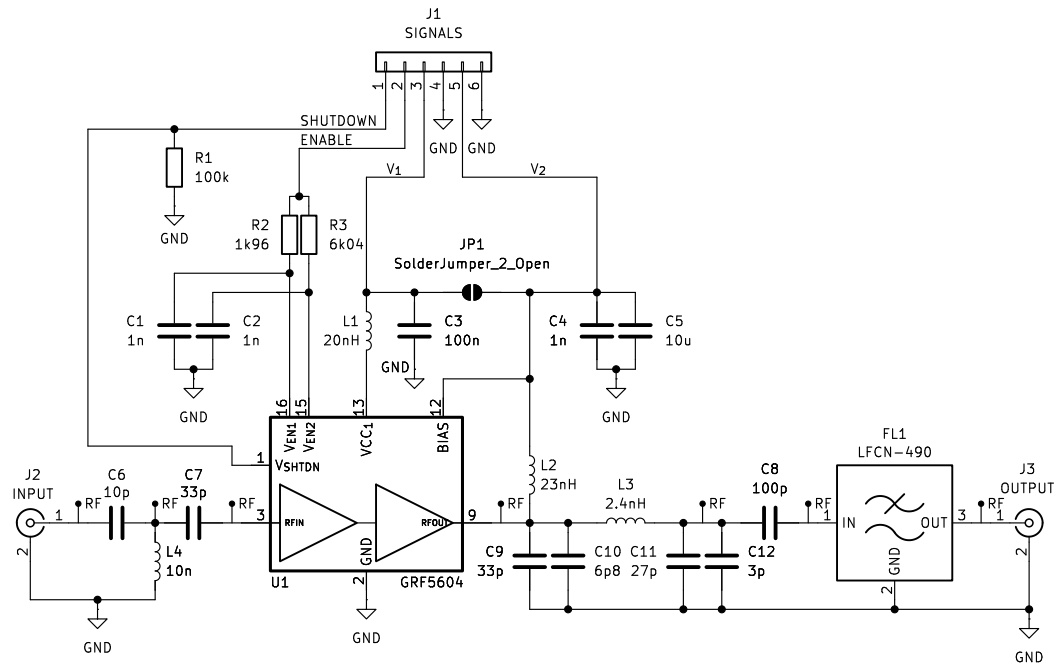 J1
SIGNALS
1
2
3
4
5
6
SHUTDOWN
ENABLE
GND
GND
V1
V2
R1
100k
GND
R2
1k96
R3
6k04
JP1
SolderJumper_2_Open
C1
1n
C2
1n
L1
20nH
C3
100n
C4
1n
C5
10u
GND
GND
GND
16
15
13
12
VEN1
VEN2
VCC1
BIAS
1
VSHTDN
FL1
LFCN-490
J2
INPUT
C6
10p
C7
33p
L2
23nH
L3
2.4nH
C8
100p
J3
OUTPUT
1
RF
RF
RF
3
RFIN
RFOUT
9
RF
RF
RF
1
IN
OUT
3
RF
1
2
L4
10n
GND
U1
2
GRF5604
C9
33p
C10
6p8
C11
27p
C12
3p
GND
2
2
GND
GND
GND